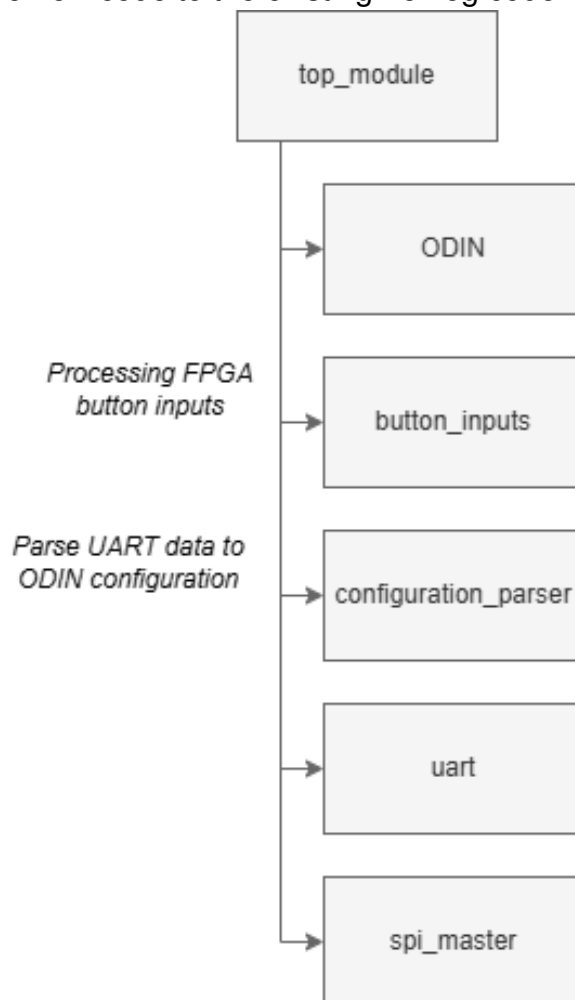 top_module
ODIN
Processing FPGA
button inputs
button_inputs
Parse UART data to
ODIN configuration
configuration_parser
uart
spi_master